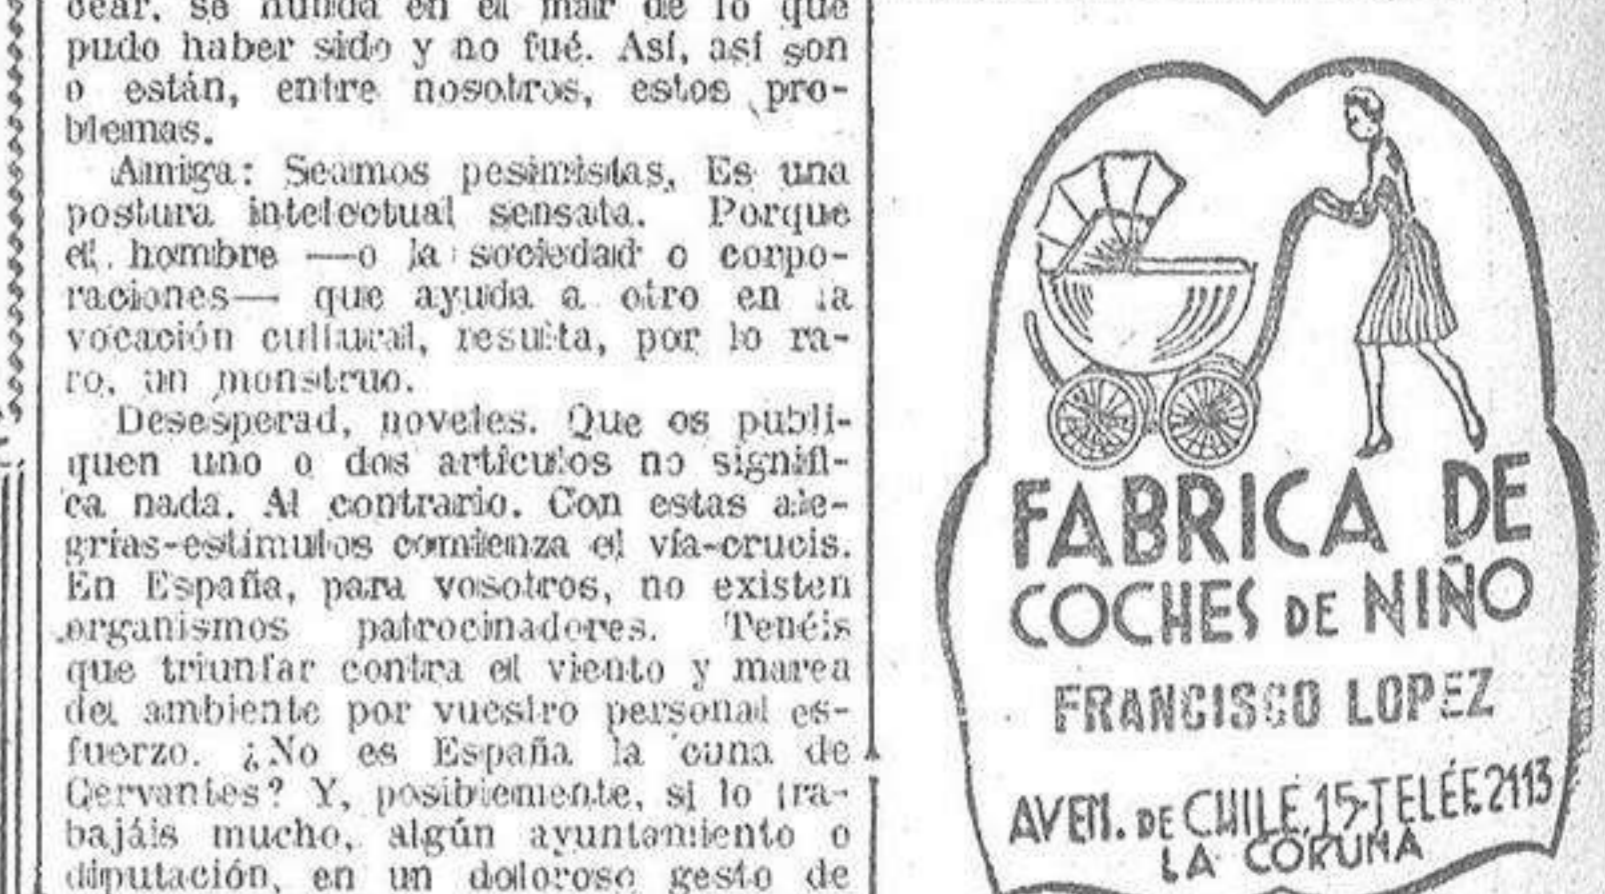 cear, se hunda en el mar de lo que
pudo haber sido y no fué. Así, así son
o están, entre nosotros, estos pro-
blemas.
Amiga: Seamos pesimistas. Es una
postura intelectual sensata. Porque
el hombre —o la sociedad o corpo-
raciones— que ayuda a otro en la
vocación cultural, resulta, por lo ra-
ro, un monstruo.
Desesperad, noveles. Que os publi-
quen uno o dos artículos no signifi-
ca nada. Al contrario. Con estas ale-
grías-estímulos comienza el vía-crucis.
En España, para vosotros, no existen
organismos patrocinadores. Tenéis
que triunfar contra el viento y marea
del ambiente por vuestro personal es-
fuerzo. ¿No es España la cuna de
Cervantes? Y, posiblemente, si lo tra-
bajáis mucho, algún ayuntamiento o
diputación, en un doloroso gesto de
FABRICA DE
COCHES DE NIÑO
FRANCISCO LOPEZ
AVEN. DE CHILE, 15-TELÉF. 2113
LA CORUÑA